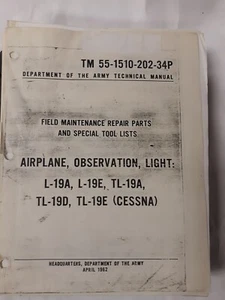 TM 55-1510-202-34P
DEPARTMENT OF THE ARMY TECHNICAL MANUAL
FIELD MAINTENANCE REPAIR PARTS
AND SPECIAL TOOL LISTS
AIRPLANE, OBSERVATION, LIGHT:
L-19A, L-19E, TL-19A,
TL-19D, TL-19E (CESSNA)
HEADQUARTERS, DEPARTMENT OF THE ARMY
APRIL 1962